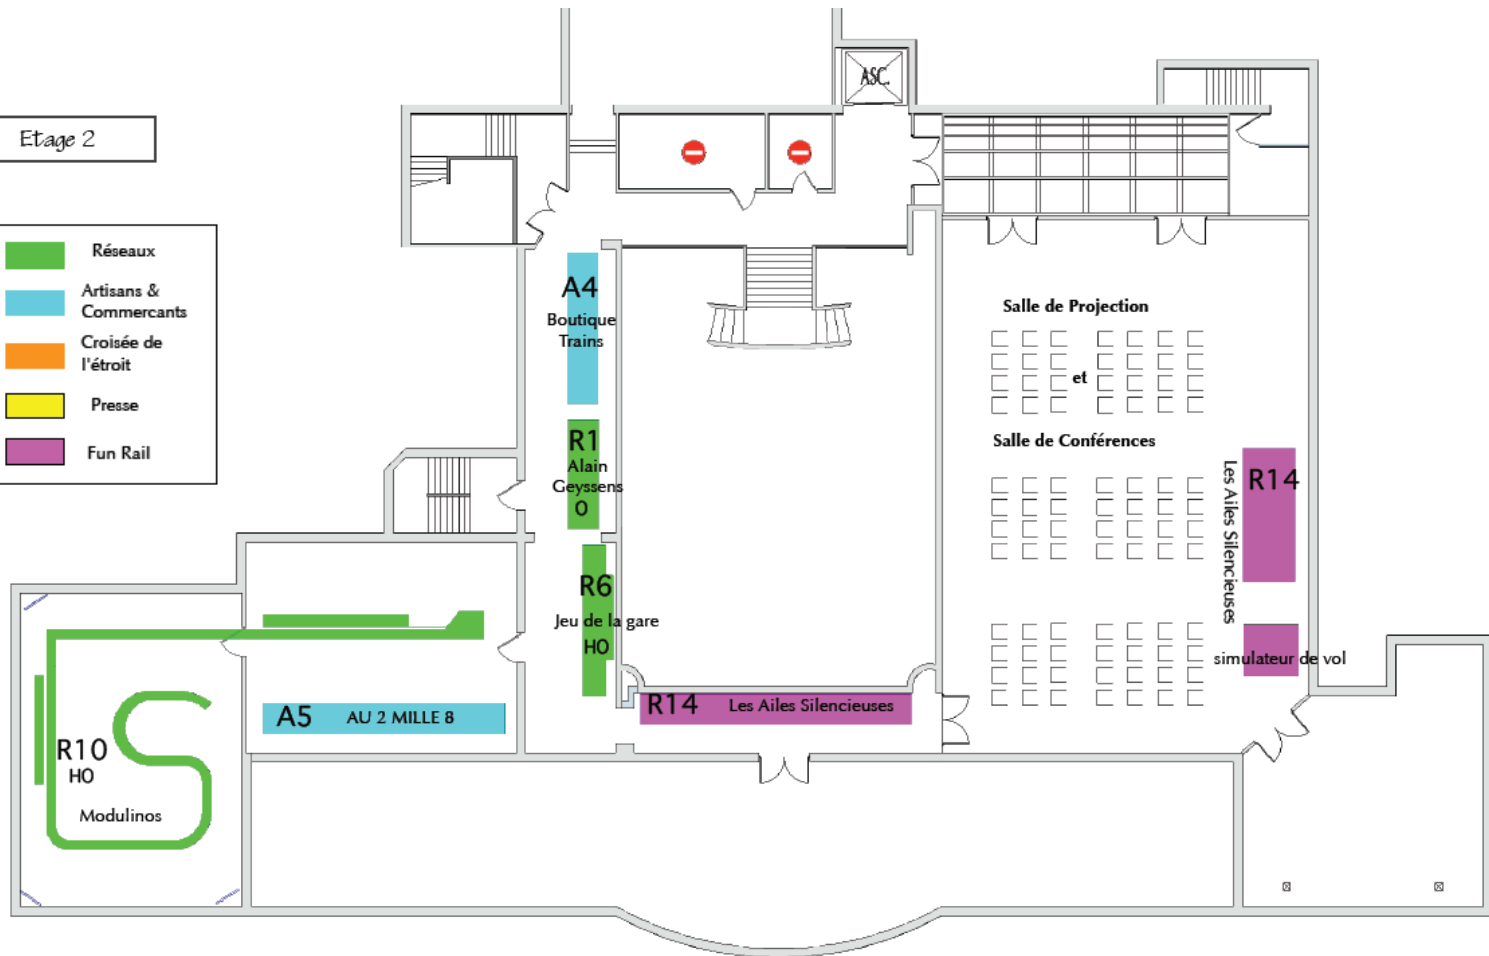 ASC.
Etage 2
Réseaux
Artisans &
Commercants
Croisée de
l'étroit
Presse
Fun Rail
A4
Boutique
Trains
R1
Alain
Geyssens
O
R6
Jeu de la gare
HO
Salle de Projection
et
Salle de Conférences
R14
Les Ailes Silencieuses
simulateur de vol
R14 Les Ailes Silencieuses
A5 AU 2 MILLE 8
R10
HO
Modulinos